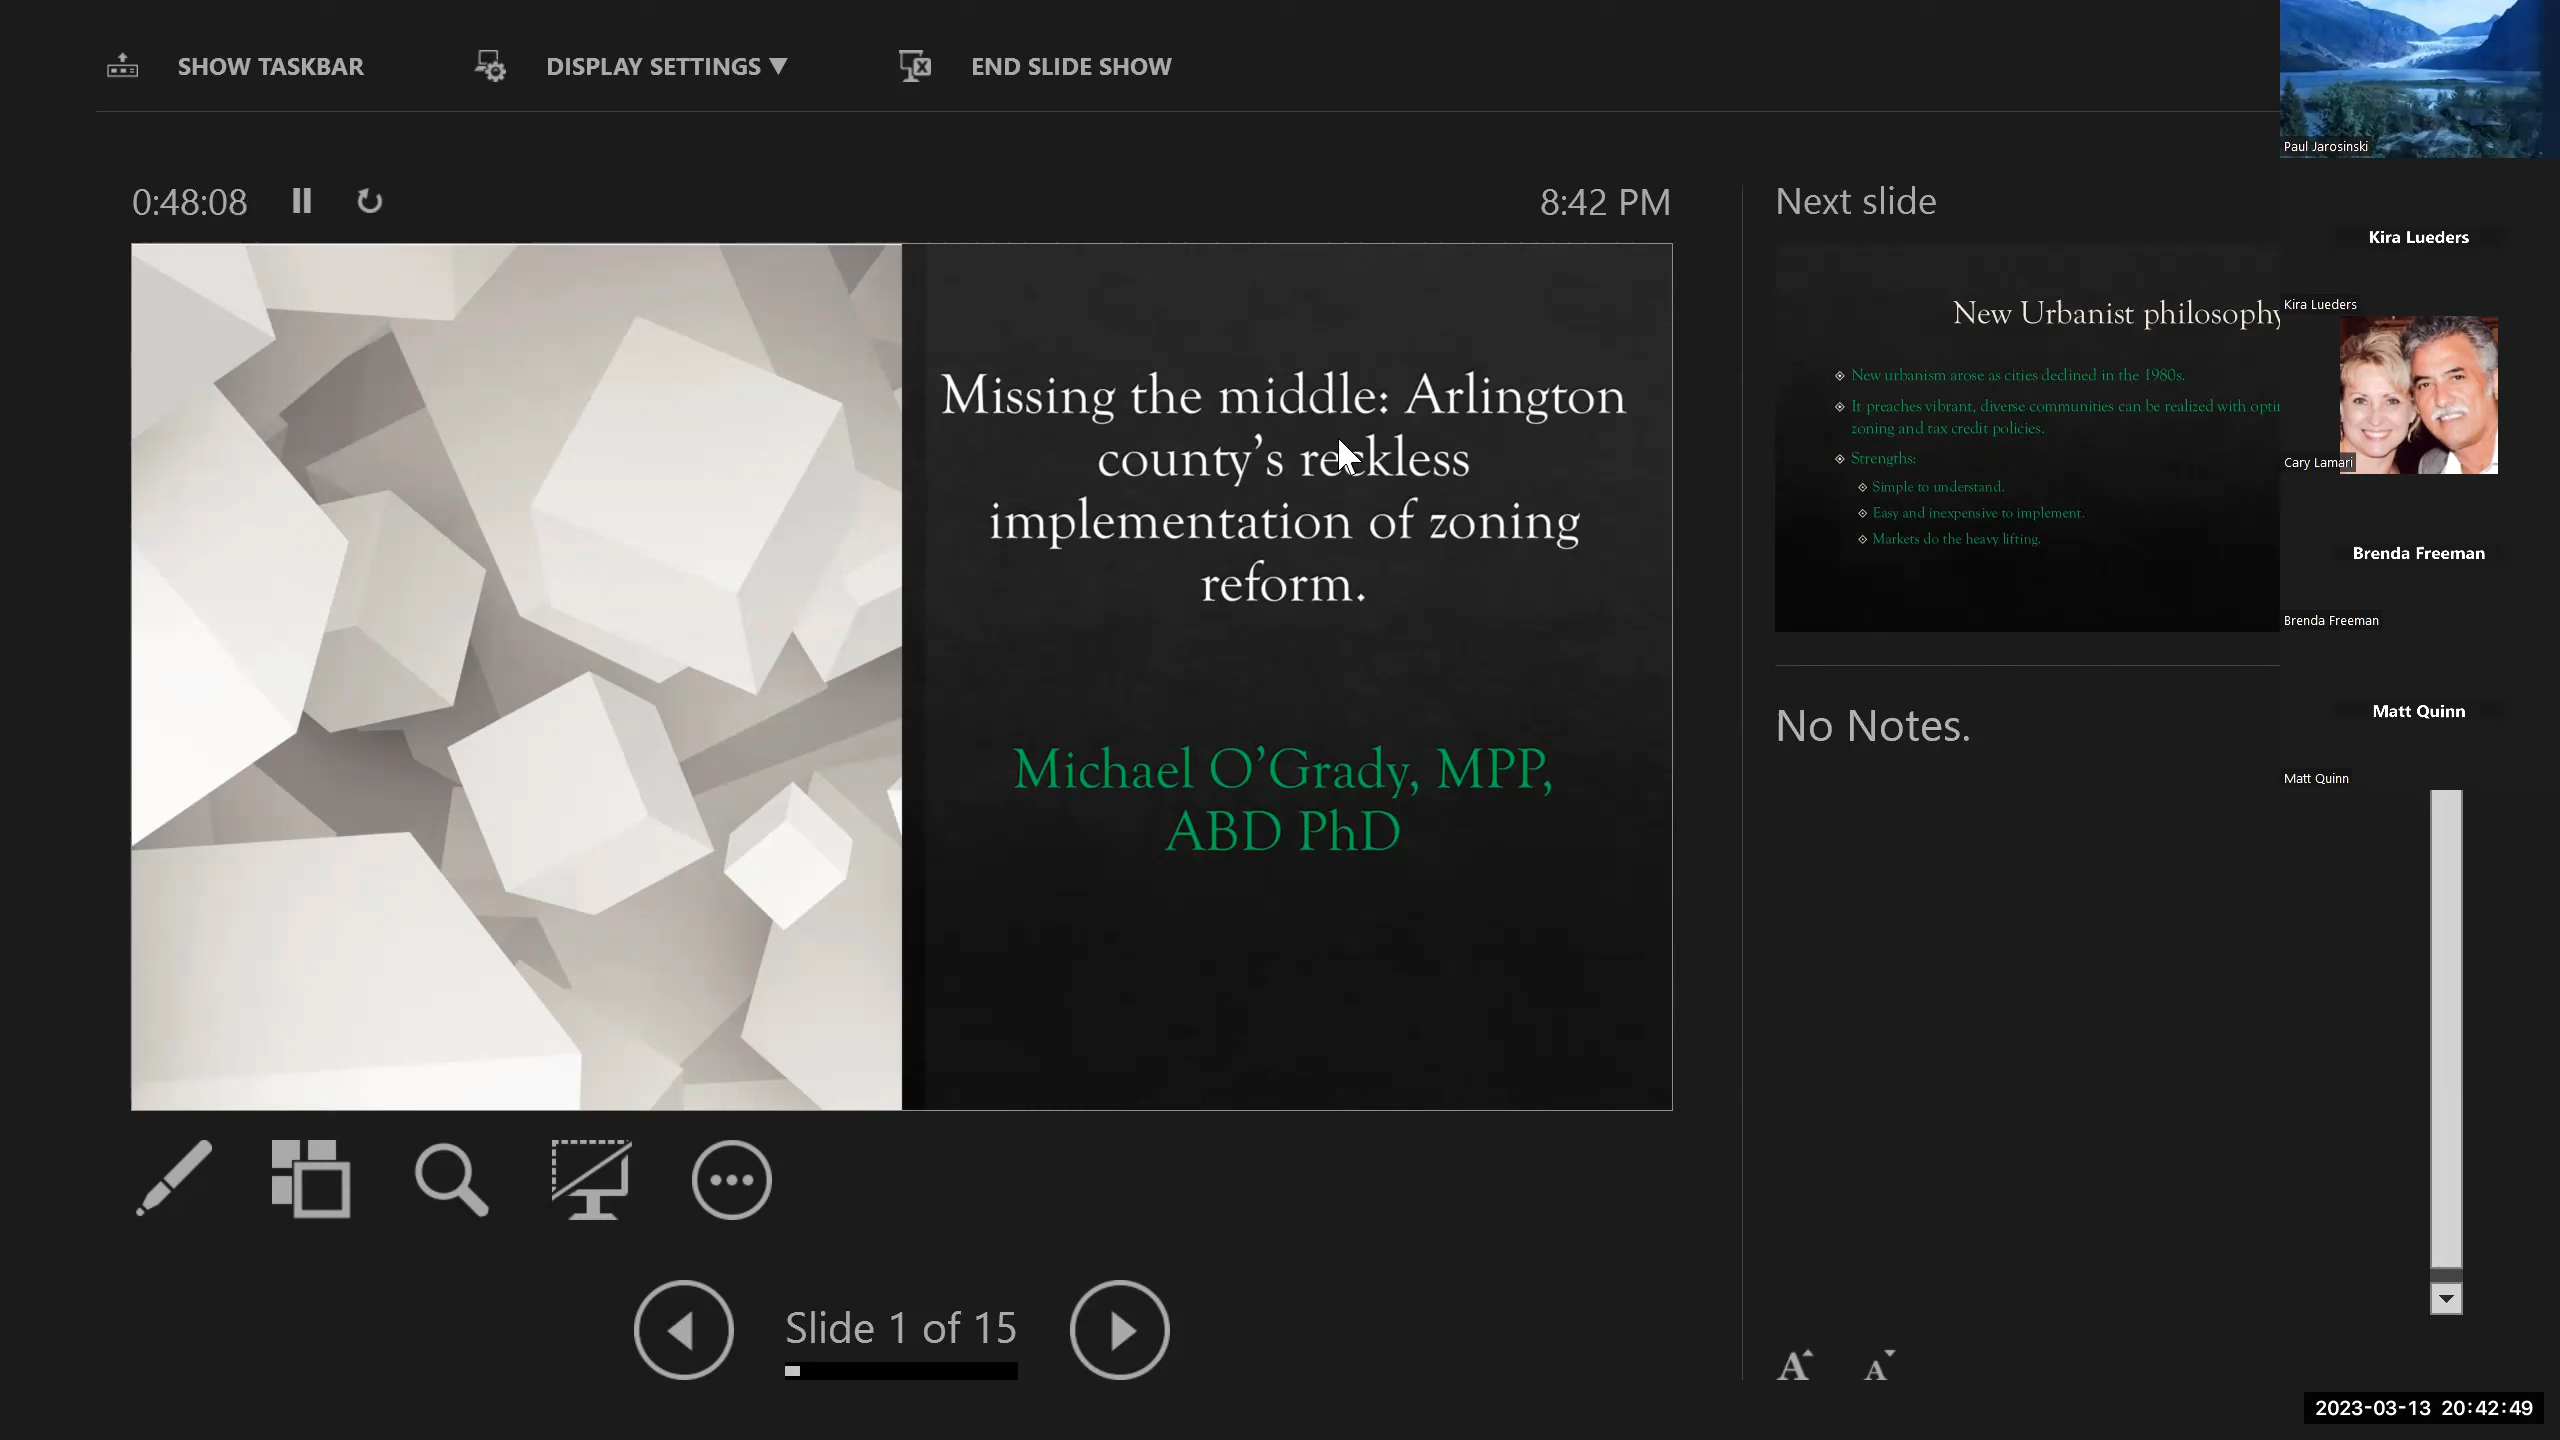 SHOW TASKBAR
DISPLAY SETTINGS ▼
END SLIDE SHOW
0:48:08
8:42 PM
Missing the middle: Arlington
county’s reckless
implementation of zoning
reform.
Michael O’Grady, MPP,
ABD PhD
Slide 1 of 15
Next slide
New Urbanist philosophy
New urbanism arose as cities declined in the 1980s.
It preaches vibrant, diverse communities can be realized with
zoning and tax credit policies.
Strengths:
Simple to understand.
Easy and inexpensive to implement.
Markets do the heavy lifting.
No Notes.
A A
Paul Jarosinski
Kira Lueders
Kira Lueders
Cary Lamari
Brenda Freeman
Brenda Freeman
Matt Quinn
Matt Quinn
2023-03-13 20:42:49